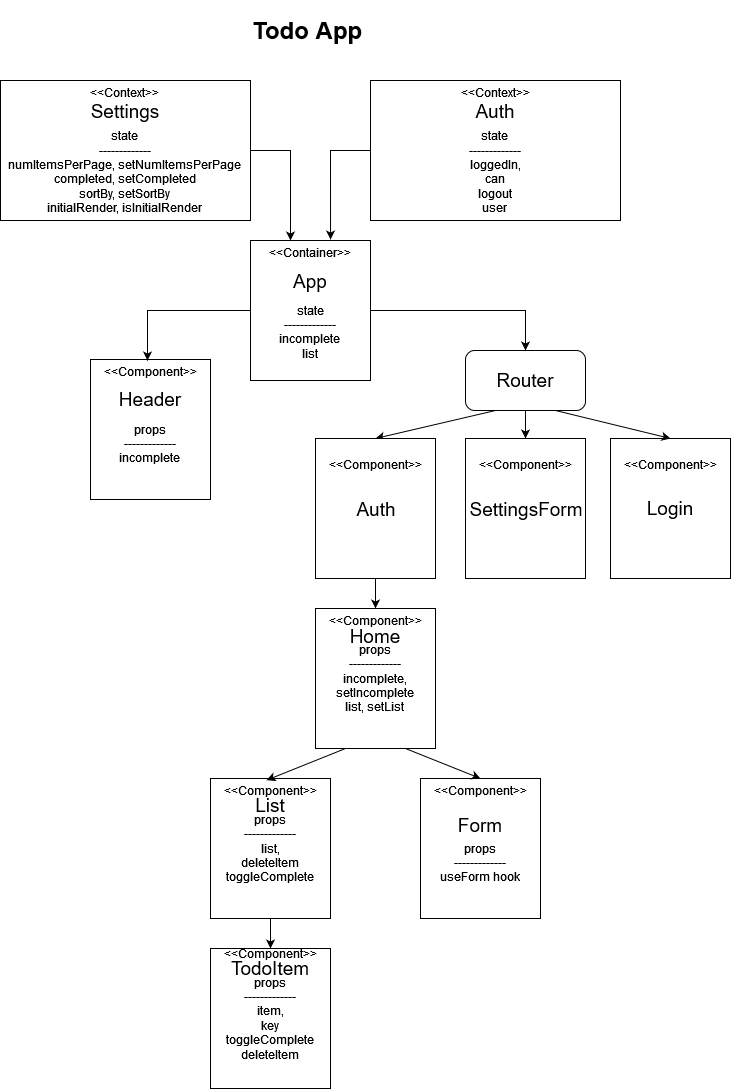 Todo App
<<Context>>
Settings
state
-------------
numItemsPerPage, setNumItemsPerPage
completed, setCompleted
sortBy, setSortBy
initialRender, isInitialRender
<<Context>>
Auth
state
-------------
loggedIn,
can
logout
user
<<Container>>
App
state
-------------
incomplete
list
<<Component>>
Header
props
-------------
incomplete
Router
<<Component>>
Auth
<<Component>>
SettingsForm
<<Component>>
Login
<<Component>>
Home
props
-------------
incomplete,
setIncomplete
list, setList
<<Component>>
List
props
-------------
list,
deleteItem
toggleComplete
<<Component>>
Form
props
-------------
useForm hook
<<Component>>
TodoItem
props
-------------
item,
key
toggleComplete
deleteItem